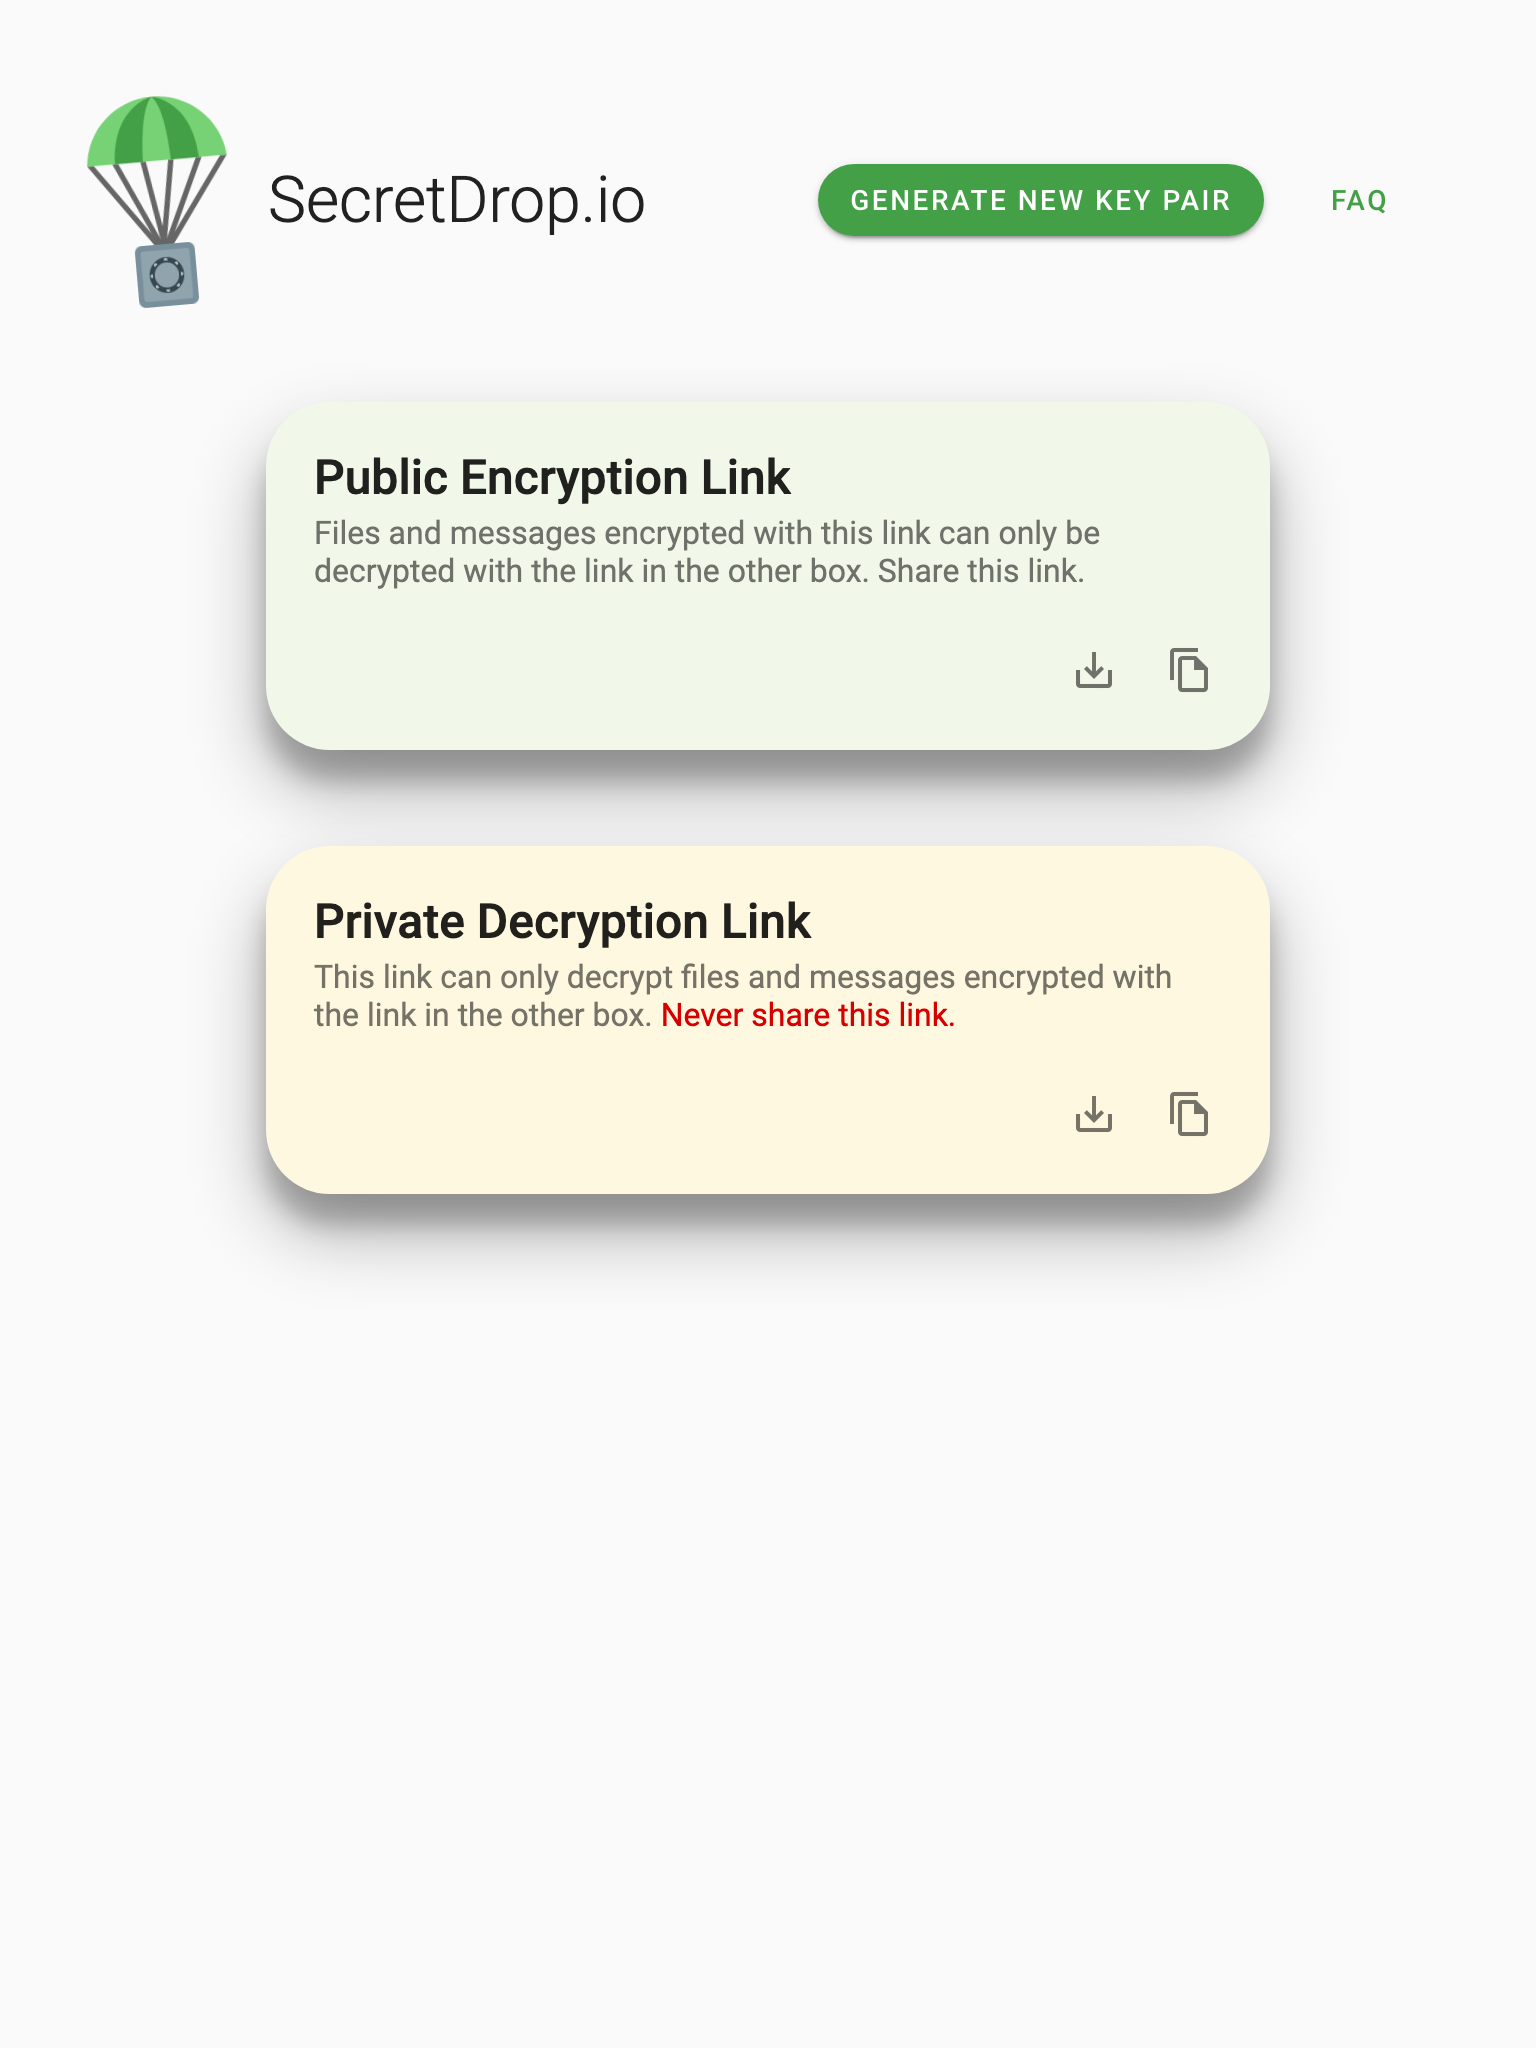 SecretDrop.io
GENERATE NEW KEY PAIR
FAQ
Public Encryption Link
Files and messages encrypted with this link can only be
decrypted with the link in the other box. Share this link.
Private Decryption Link
This link can only decrypt files and messages encrypted with
the link in the other box. Never share this link.